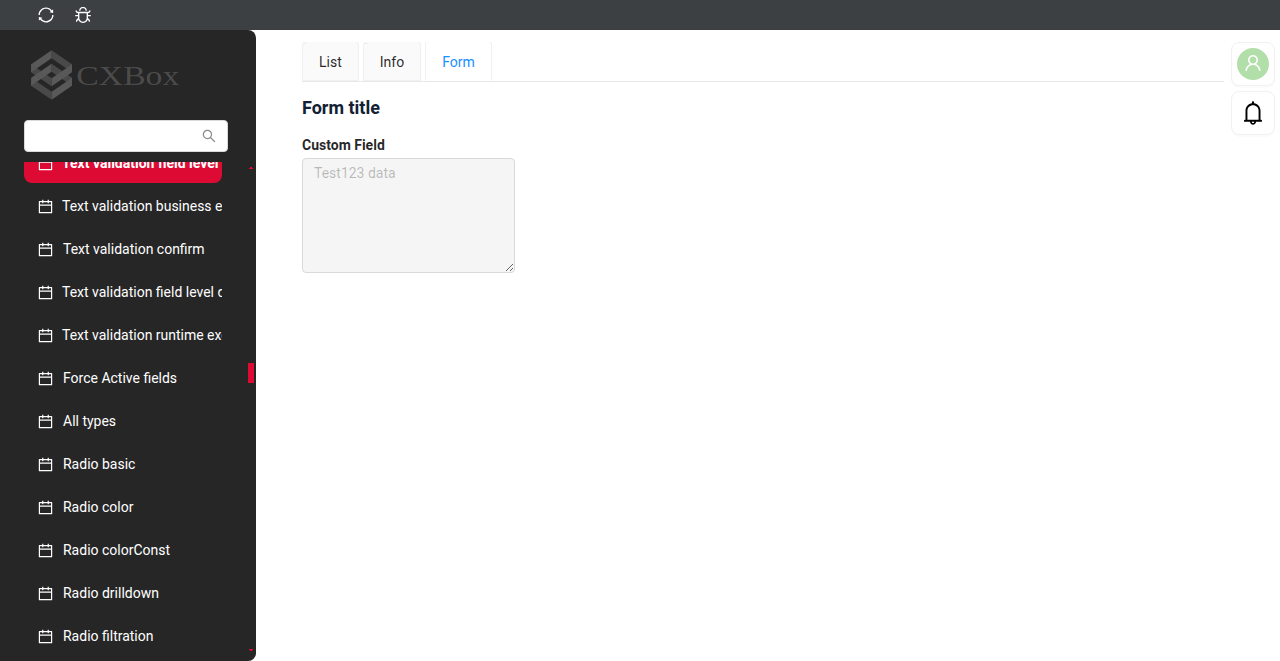 CXBox
Text validation field level
Text validation business e
Text validation confirm
Text validation field level
Text validation runtime ex
Force Active fields
All types
Radio basic
Radio color
Radio colorConst
Radio drilldown
Radio filtration
List Info Form
Form title
Custom Field
Test123 data